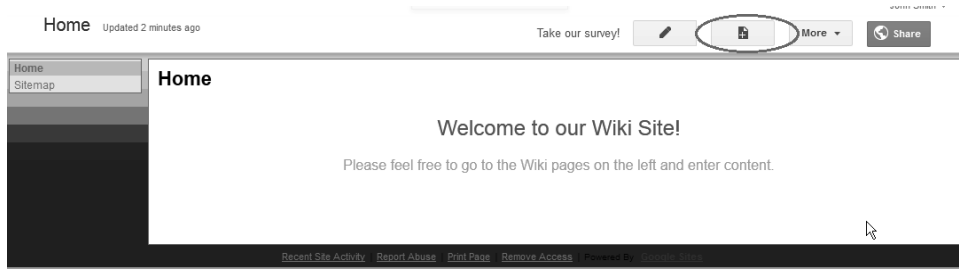 John Smith
Home Updated 2 minutes ago Take our survey! More Share
Home
Sitemap
Home
Welcome to our Wiki Site!
Please feel free to go to the Wiki pages on the left and enter content.
Recent Site Activity | Report Abuse | Print Page | Remove Access | Powered By Google Sites